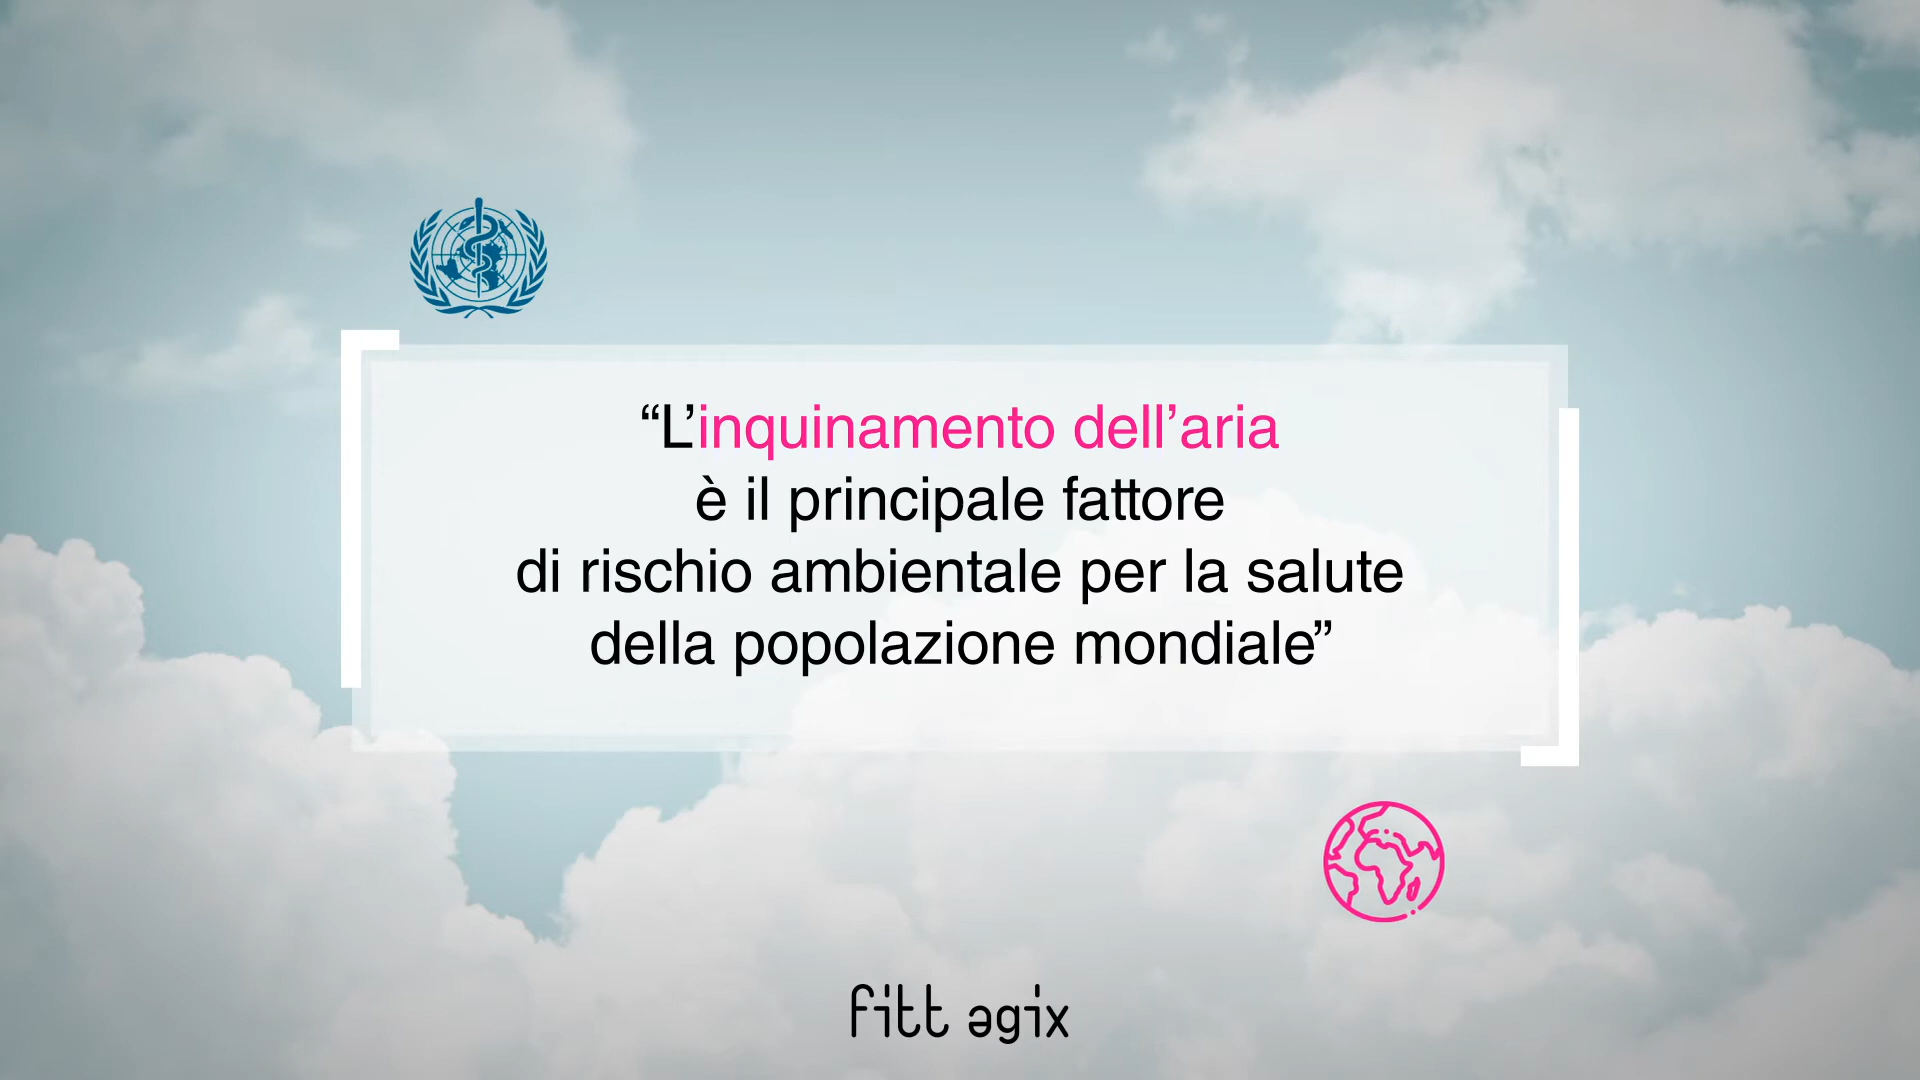 “L’inquinamento dell’aria
è il principale fattore
di rischio ambientale per la salute
della popolazione mondiale”
fitt agix